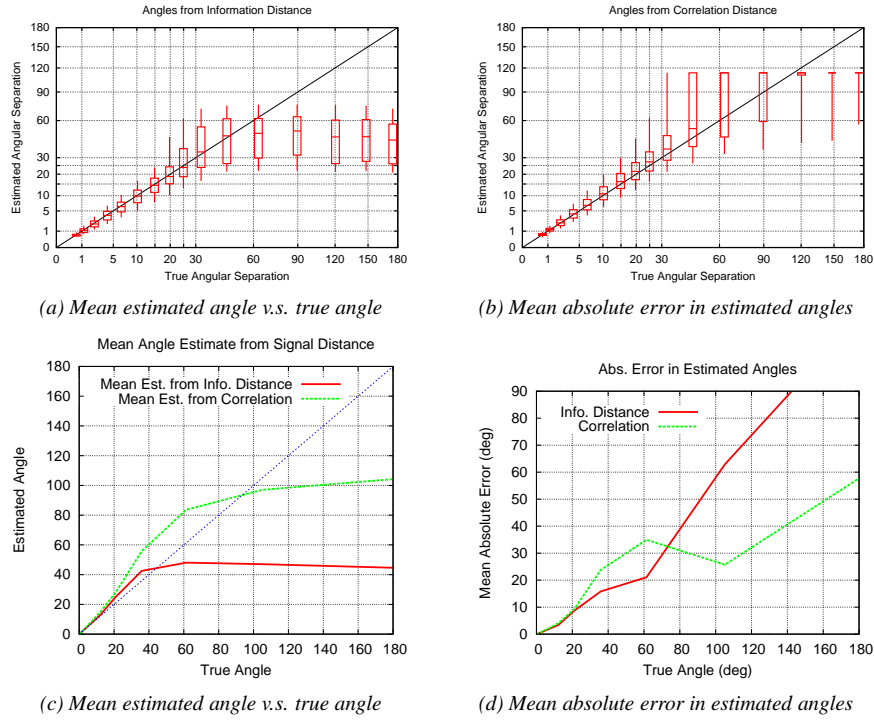 Angles from Information Distance
180
150
120
90
60
30
20
10
5
1
0
Estimated Angular Separation
0 1 5 10 15 20 25 30 60 90 120 150 180
True Angular Separation
(a) Mean estimated angle v.s. true angle
Angles from Correlation Distance
180
150
120
90
60
30
20
10
5
1
0
Estimated Angular Separation
0 1 5 10 15 20 25 30 60 90 120 150 180
True Angular Separation
(b) Mean absolute error in estimated angles
Mean Angle Estimate from Signal Distance
180
160
140
120
100
80
60
40
20
0
Estimated Angle
Mean Est. from Info. Distance
Mean Est. from Correlation
0 20 40 60 80 100 120 140 160 180
True Angle
(c) Mean estimated angle v.s. true angle
Abs. Error in Estimated Angles
90
80
70
60
50
40
30
20
10
0
Mean Absolute Error (deg)
Info. Distance
Correlation
0 20 40 60 80 100 120 140 160 180
True Angle (deg)
(d) Mean absolute error in estimated angles